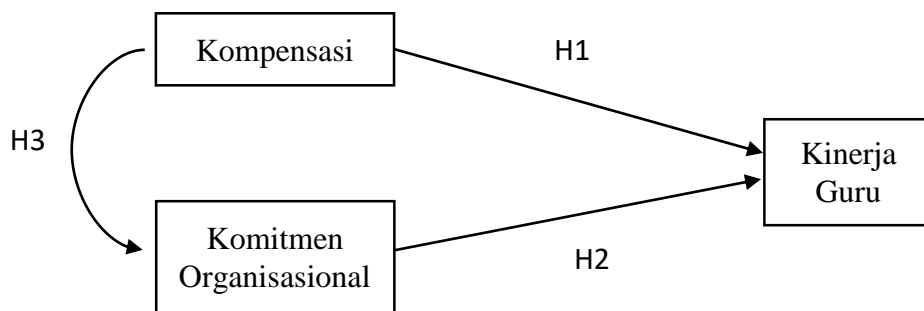 Kompensasi
H1
H3
Kinerja
Guru
Komitmen
Organisasional
H2